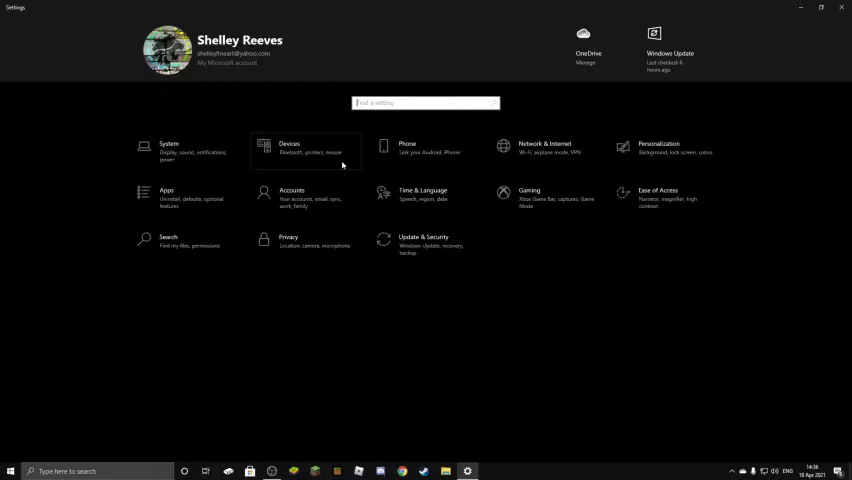 Settings
Shelley Reeves
shelleyfineart@yahoo.com
My Microsoft account
OneDrive
Manage
Windows Update
Last checked: 6
hours ago
Find a setting
System
Display, sound, notifications,
power
Devices
Bluetooth, printers, mouse
Phone
Link your Android, iPhone
Network & Internet
Wi-Fi, airplane mode, VPN
Personalization
Background, lock screen, colors
Apps
Uninstall, defaults, optional
features
Accounts
Your accounts, email, sync,
work, family
Time & Language
Speech, region, date
Gaming
Xbox Game Bar, captures, Game
Mode
Ease of Access
Narrator, magnifier, high
contrast
Search
Find my files, permissions
Privacy
Location, camera, microphone
Update & Security
Windows Update, recovery,
backup
Type here to search
ENG
14:36
18 Apr 2021